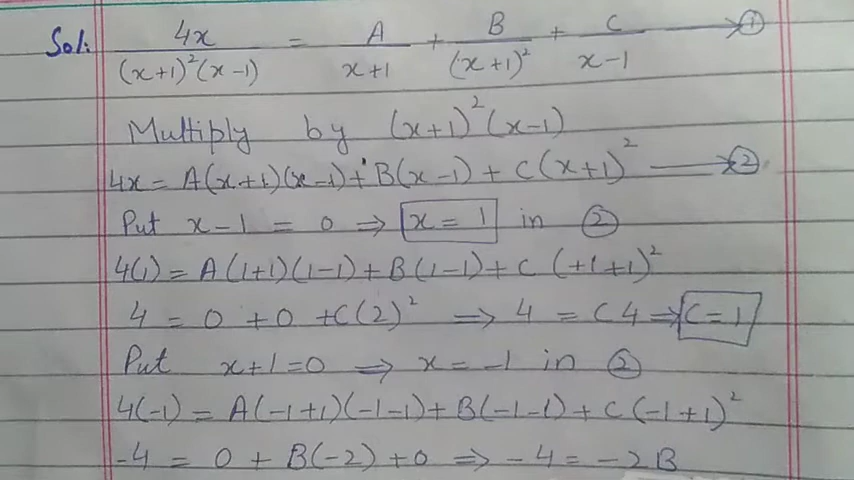 Sol: 4x/((x+1)²(x-1)) = A/(x+1) + B/(x+1)² + C/(x-1) → ①
Multiply by (x+1)²(x-1)
4x = A(x+1)(x-1) + B(x-1) + C(x+1)² → ②
Put x-1 = 0 ⇒ x = 1 in ②
4(1) = A(1+1)(1-1) + B(1-1) + C (+1+1)²
4 = 0 + 0 + C(2)² ⇒ 4 = C4 ⇒ C = 1
Put x+1=0 ⇒ x = -1 in ②
4(-1) = A(-1+1)(-1-1) + B(-1-1) + C(-1+1)²
-4 = 0 + B(-2) + 0 ⇒ -4 = -2B